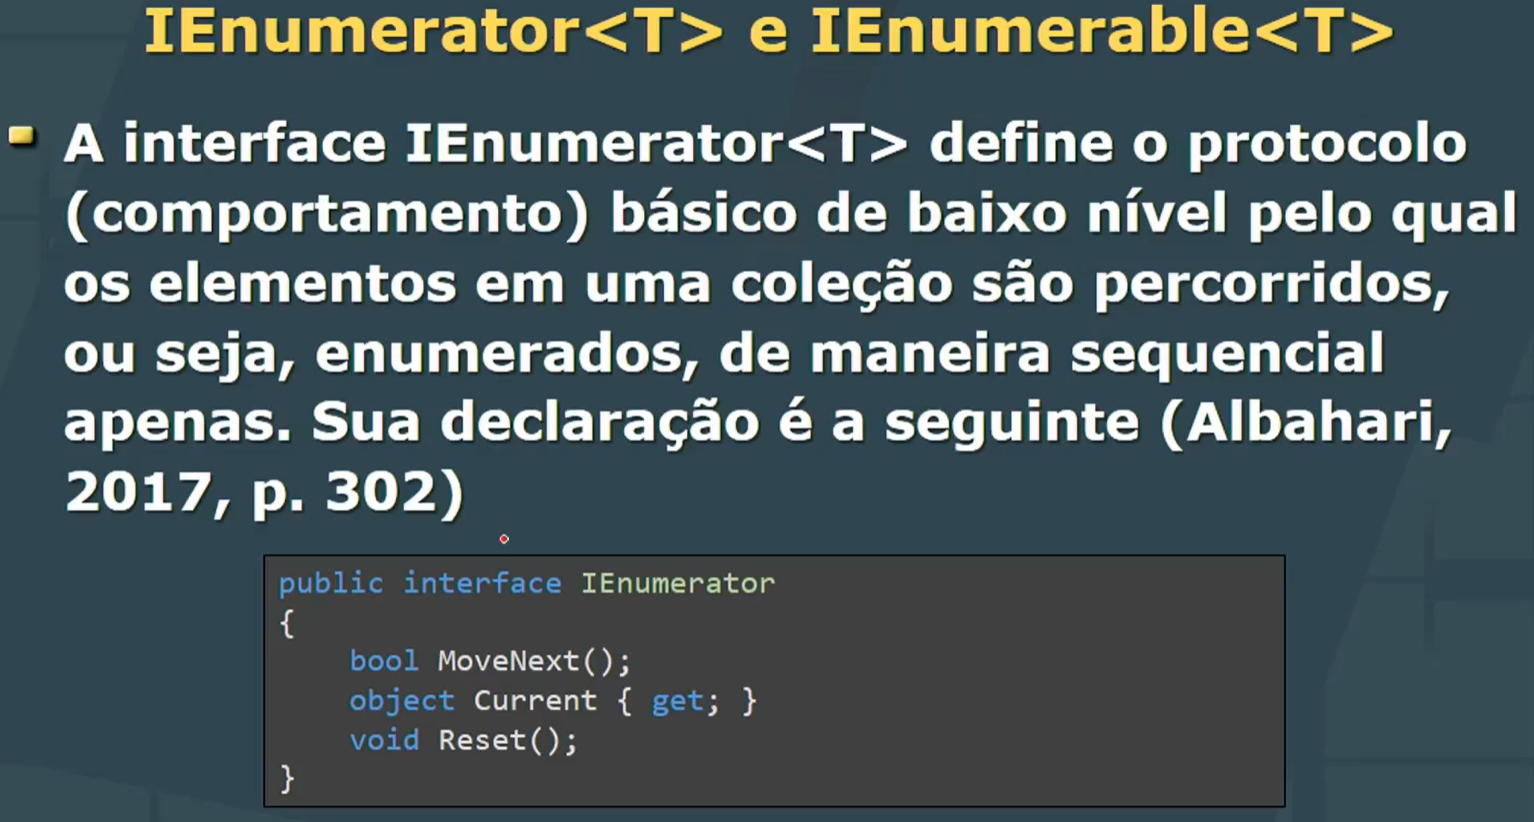 IEnumerator<T> e IEnumerable<T>
A interface IEnumerator<T> define o protocolo
(comportamento) básico de baixo nível pelo qual
os elementos em uma coleção são percorridos,
ou seja, enumerados, de maneira sequencial
apenas. Sua declaração é a seguinte (Albahari,
2017, p. 302)
public interface IEnumerator
{
    bool MoveNext();
    object Current { get; }
    void Reset();
}